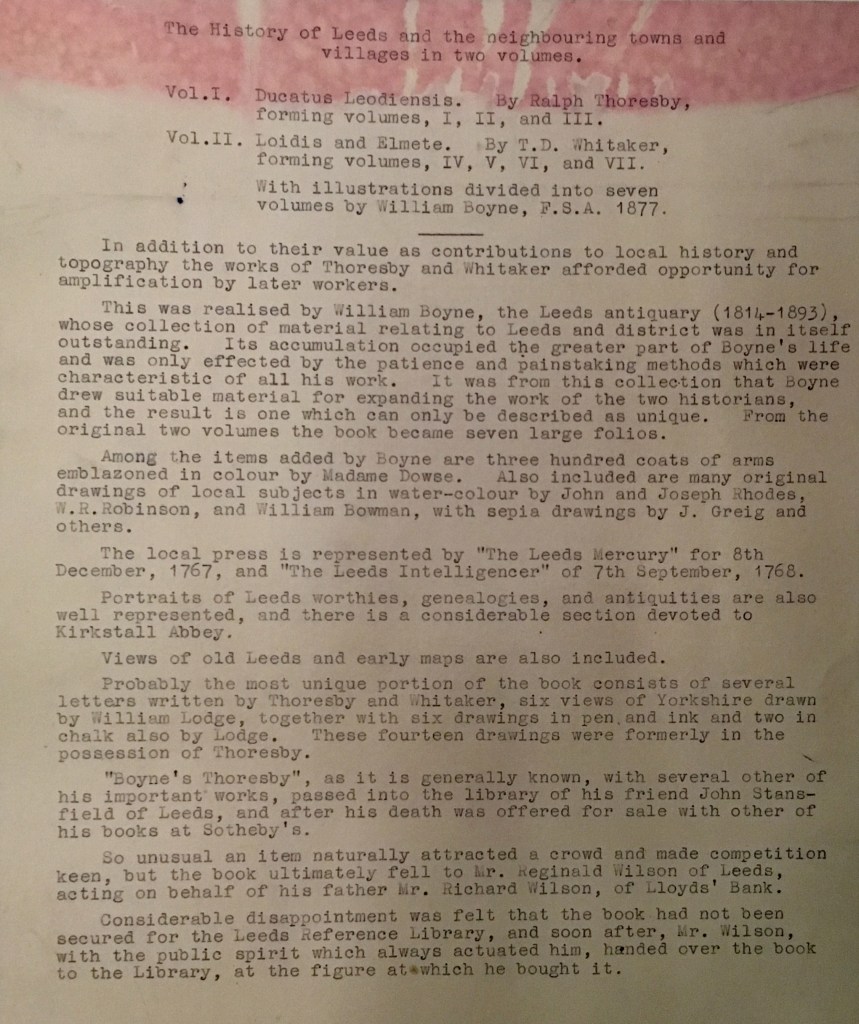 The History of Leeds and the neighbouring towns and
villages in two volumes.
Vol.I. Ducatus Leodiensis. By Ralph Thoresby,
forming volumes, I, II, and III.
Vol.II. Loidis and Elmete. By T.D. Whitaker,
forming volumes, IV, V, VI, and VII.
With illustrations divided into seven
volumes by William Boyne, F.S.A. 1877.
In addition to their value as contributions to local history and
topography the works of Thoresby and Whitaker afforded opportunity for
amplification by later workers.
This was realised by William Boyne, the Leeds antiquary (1814-1893),
whose collection of material relating to Leeds and district was in itself
outstanding. Its accumulation occupied the greater part of Boyne's life
and was only effected by the patience and painstaking methods which were
characteristic of all his work. It was from this collection that Boyne
drew suitable material for expanding the work of the two historians,
and the result is one which can only be described as unique. From the
original two volumes the book became seven large folios.
Among the items added by Boyne are three hundred coats of arms
emblazoned in colour by Madame Dowse. Also included are many original
drawings of local subjects in water-colour by John and Joseph Rhodes,
W.R.Robinson, and William Bowman, with sepia drawings by J. Greig and
others.
The local press is represented by "The Leeds Mercury" for 8th
December, 1767, and "The Leeds Intelligencer" of 7th September, 1768.
Portraits of Leeds worthies, genealogies, and antiquities are also
well represented, and there is a considerable section devoted to
Kirkstall Abbey.
Views of old Leeds and early maps are also included.
Probably the most unique portion of the book consists of several
letters written by Thoresby and Whitaker, six views of Yorkshire drawn
by William Lodge, together with six drawings in pen and ink and two in
chalk also by Lodge. These fourteen drawings were formerly in the
possession of Thoresby.
"Boyne's Thoresby", as it is generally known, with several other of
his important works, passed into the library of his friend John Stans-
field of Leeds, and after his death was offered for sale with other of
his books at Sotheby's.
So unusual an item naturally attracted a crowd and made competition
keen, but the book ultimately fell to Mr. Reginald Wilson of Leeds,
acting on behalf of his father Mr. Richard Wilson, of Lloyds' Bank.
Considerable disappointment was felt that the book had not been
secured for the Leeds Reference Library, and soon after, Mr. Wilson,
with the public spirit which always actuated him, handed over the book
to the Library, at the figure at which he bought it.